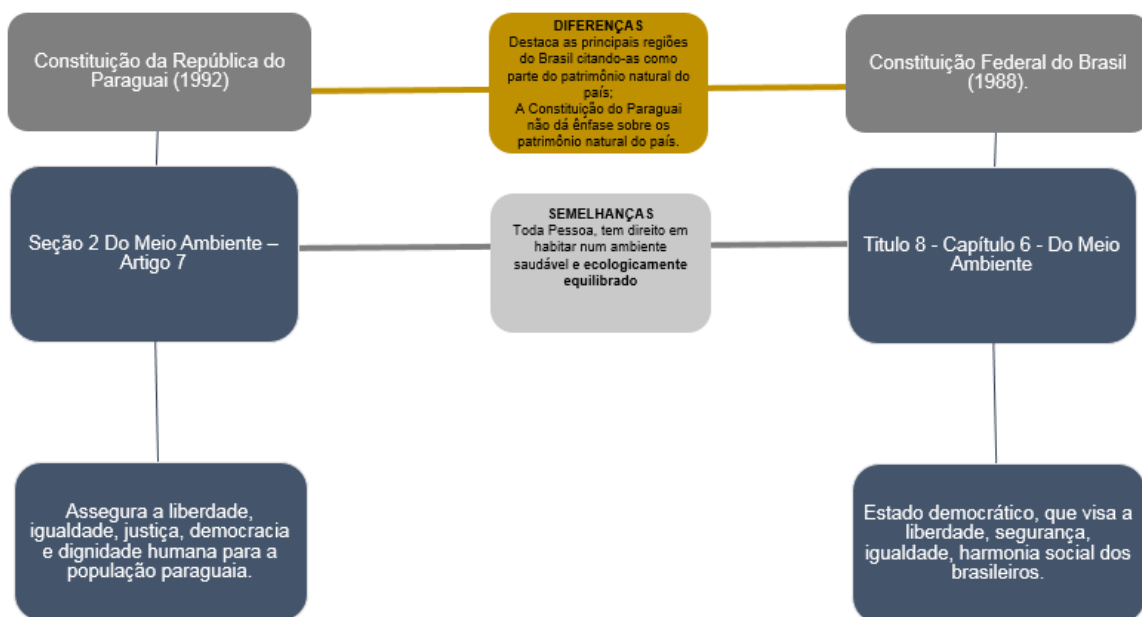 Constituição da República do
Paraguai (1992)
DIFERENÇAS
Destaca as principais regiões
do Brasil citando-as como
parte do patrimônio natural do
país;
A Constituição do Paraguai
não dá ênfase sobre os
patrimônio natural do país.
Constituição Federal do Brasil
(1988).
Seção 2 Do Meio Ambiente –
Artigo 7
SEMELHANÇAS
Toda Pessoa, tem direito em
habitar num ambiente
saudável e ecologicamente
equilibrado
Titulo 8 - Capítulo 6 - Do Meio
Ambiente
Assegura a liberdade,
igualdade, justiça, democracia
e dignidade humana para a
população paraguaia.
Estado democrático, que visa a
liberdade, segurança,
igualdade, harmonia social dos
brasileiros.